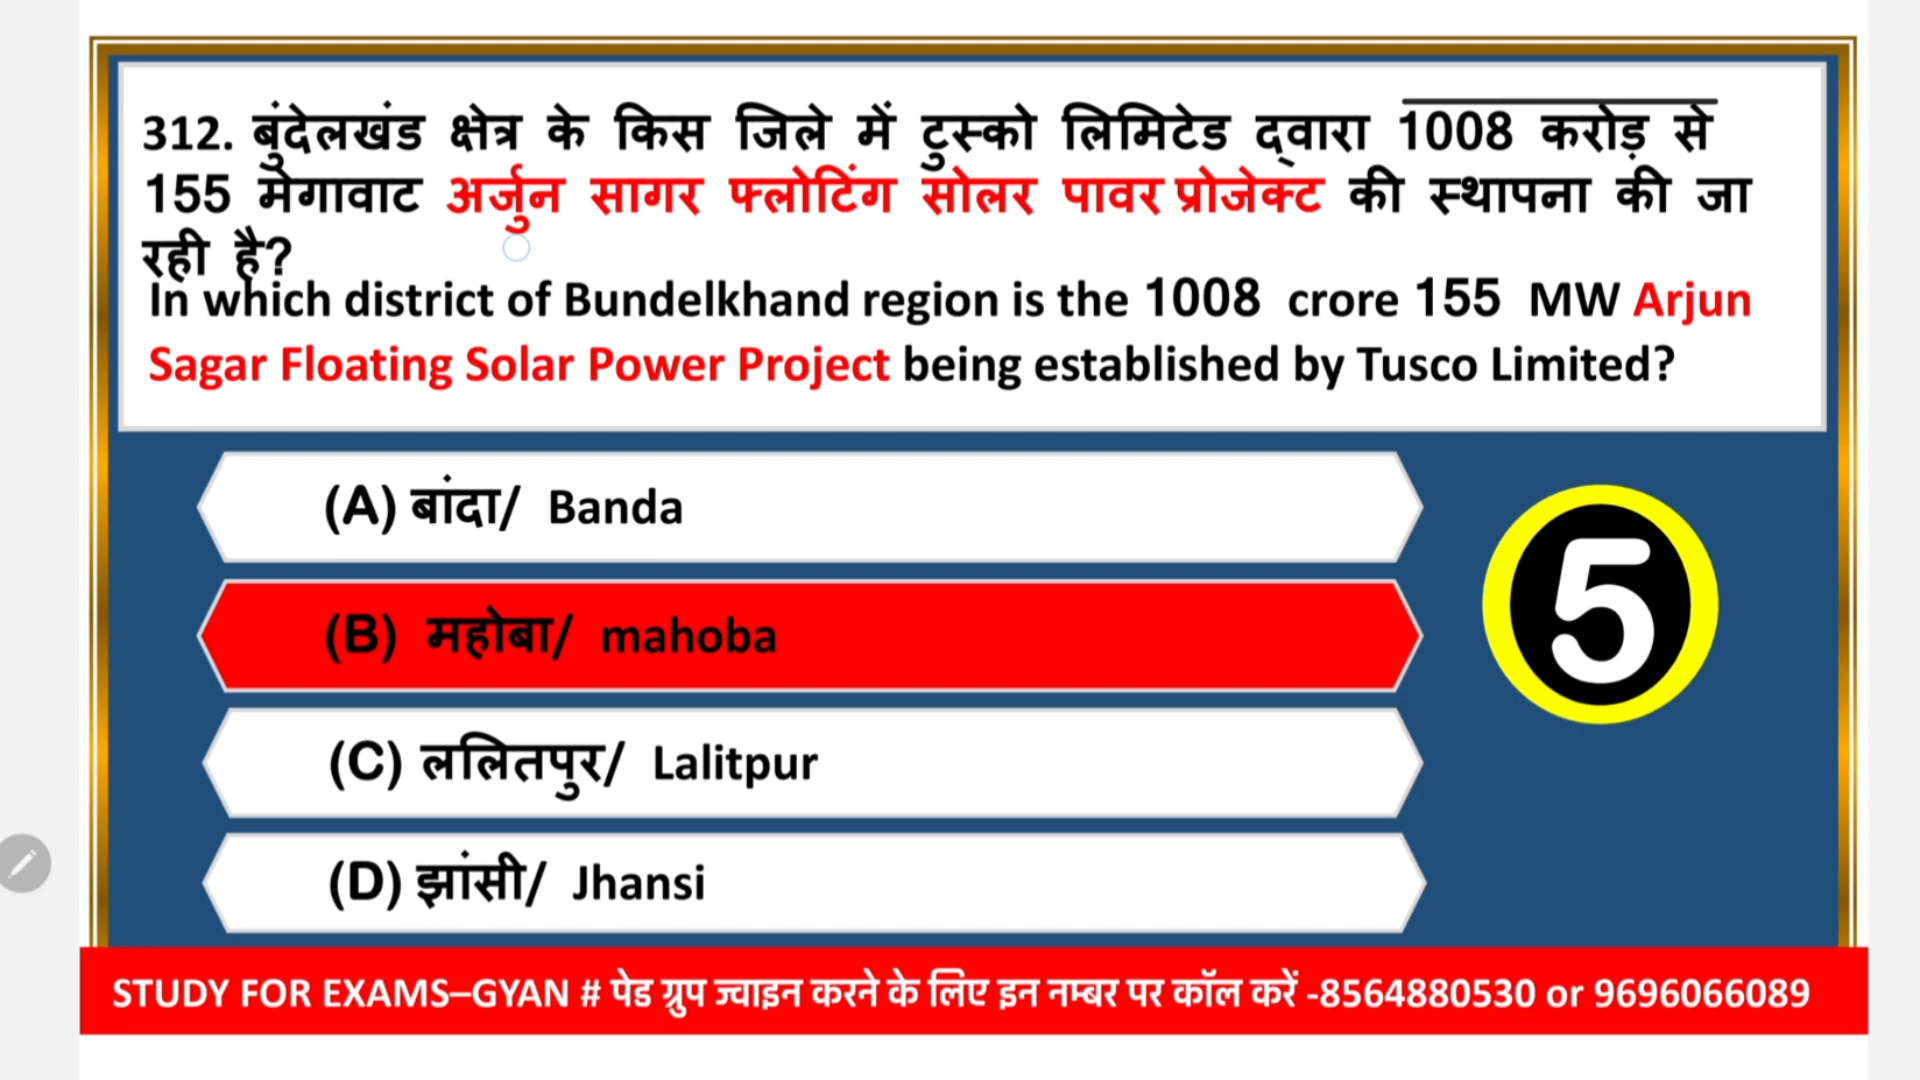 312. बुंदेलखंड क्षेत्र के किस जिले में टुस्को लिमिटेड द्वारा 1008 करोड़ से
155 मेगावाट अर्जुन सागर फ्लोटिंग सोलर पावर प्रोजेक्ट की स्थापना की जा
रही है?
In which district of Bundelkhand region is the 1008 crore 155 MW Arjun
Sagar Floating Solar Power Project being established by Tusco Limited?
(A) बांदा/ Banda
(B) महोबा/ mahoba
5
(C) ललितपुर/ Lalitpur
(D) झांसी/ Jhansi
STUDY FOR EXAMS–GYAN # पेड ग्रुप ज्वाइन करने के लिए इन नम्बर पर कॉल करें -8564880530 or 9696066089